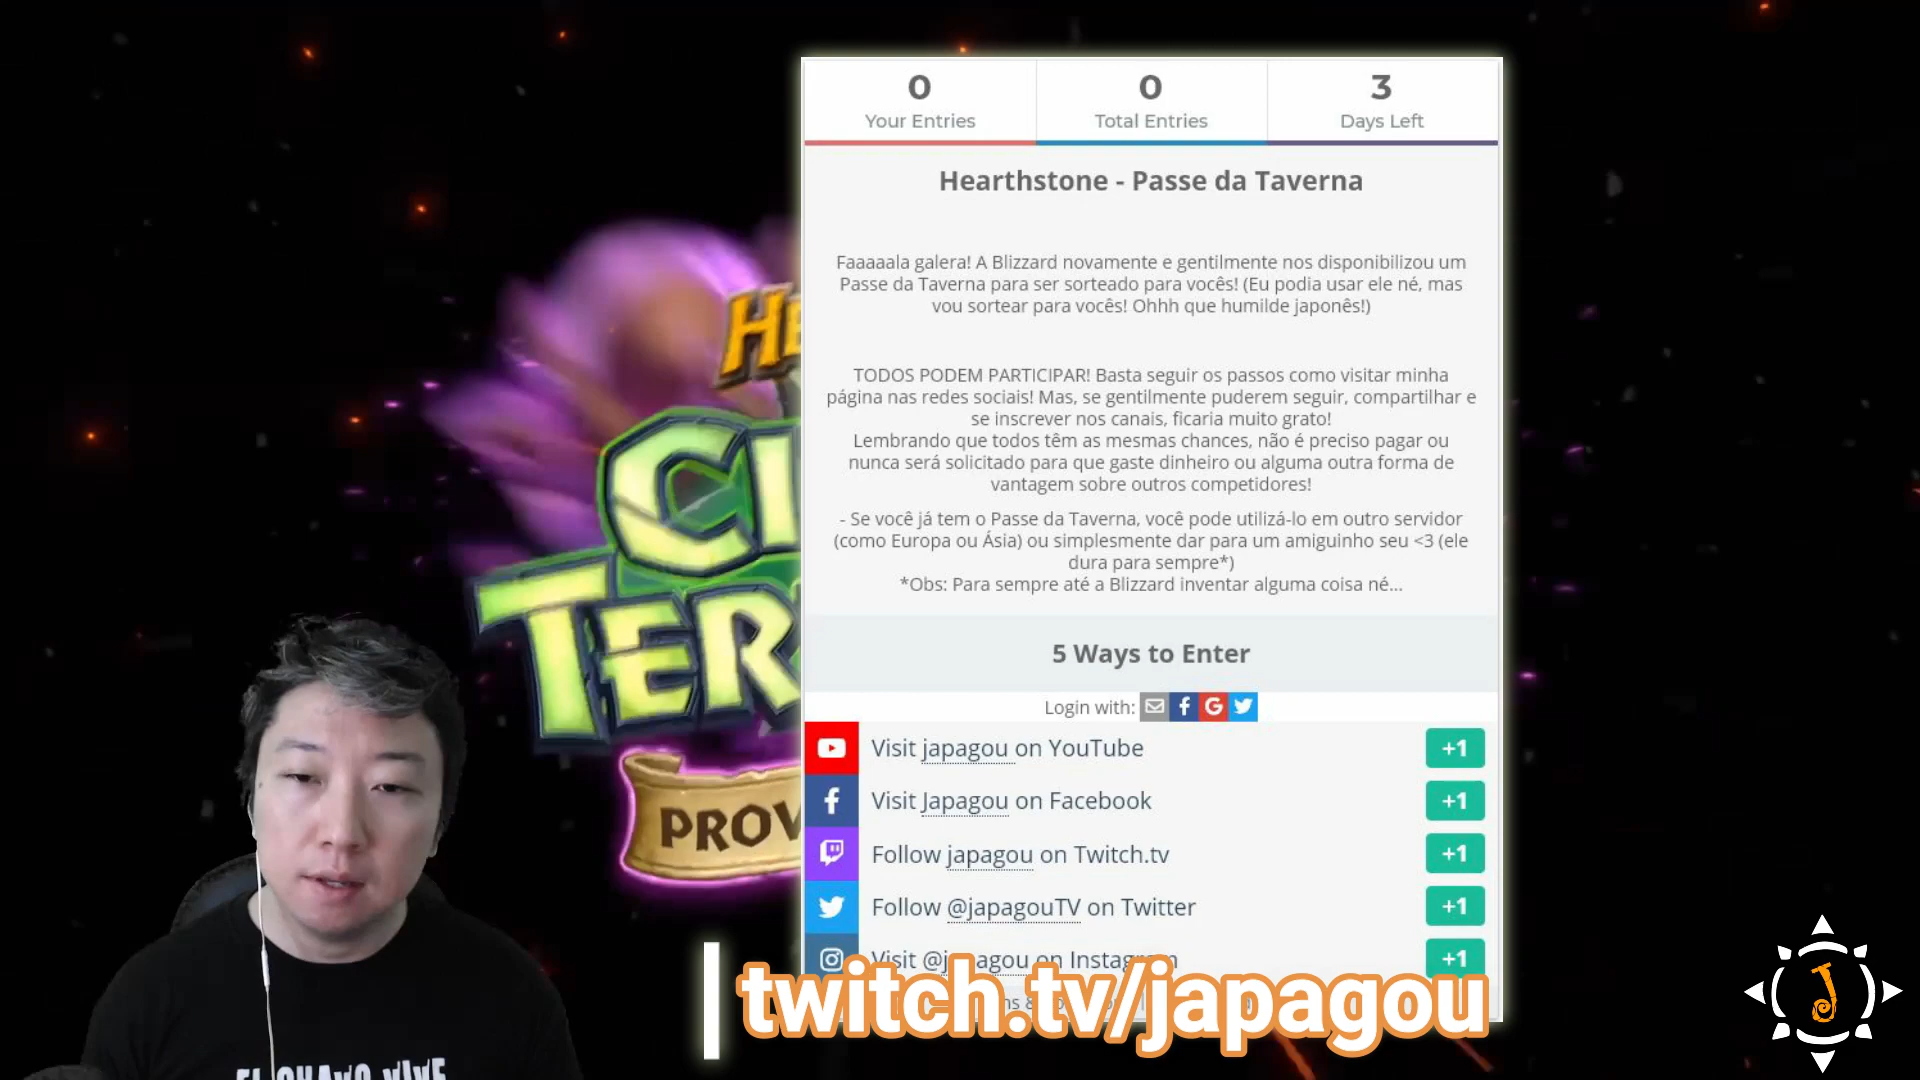 0
Your Entries
0
Total Entries
3
Days Left
Hearthstone - Passe da Taverna
Faaaaala galera! A Blizzard novamente e gentilmente nos disponibilizou um
Passe da Taverna para ser sorteado para vocês! (Eu podia usar ele né, mas
vou sortear para vocês! Ohhh que humilde japonês!)
TODOS PODEM PARTICIPAR! Basta seguir os passos como visitar minha
página nas redes sociais! Mas, se gentilmente puderem seguir, compartilhar e
se inscrever nos canais, ficaria muito grato!
Lembrando que todos têm as mesmas chances, não é preciso pagar ou
nunca será solicitado para que gaste dinheiro ou alguma outra forma de
vantagem sobre outros competidores!
- Se você já tem o Passe da Taverna, você pode utilizá-lo em outro servidor
(como Europa ou Ásia) ou simplesmente dar para um amiguinho seu <3 (ele
dura para sempre*)
*Obs: Para sempre até a Blizzard inventar alguma coisa né...
5 Ways to Enter
Login with:
Visit japagou on YouTube +1
Visit Japagou on Facebook +1
Follow japagou on Twitch.tv +1
Follow @japagouTV on Twitter +1
Visit @japagou on Instagram +1
twitch.tv/japagou
HE
CI
TER
PROV